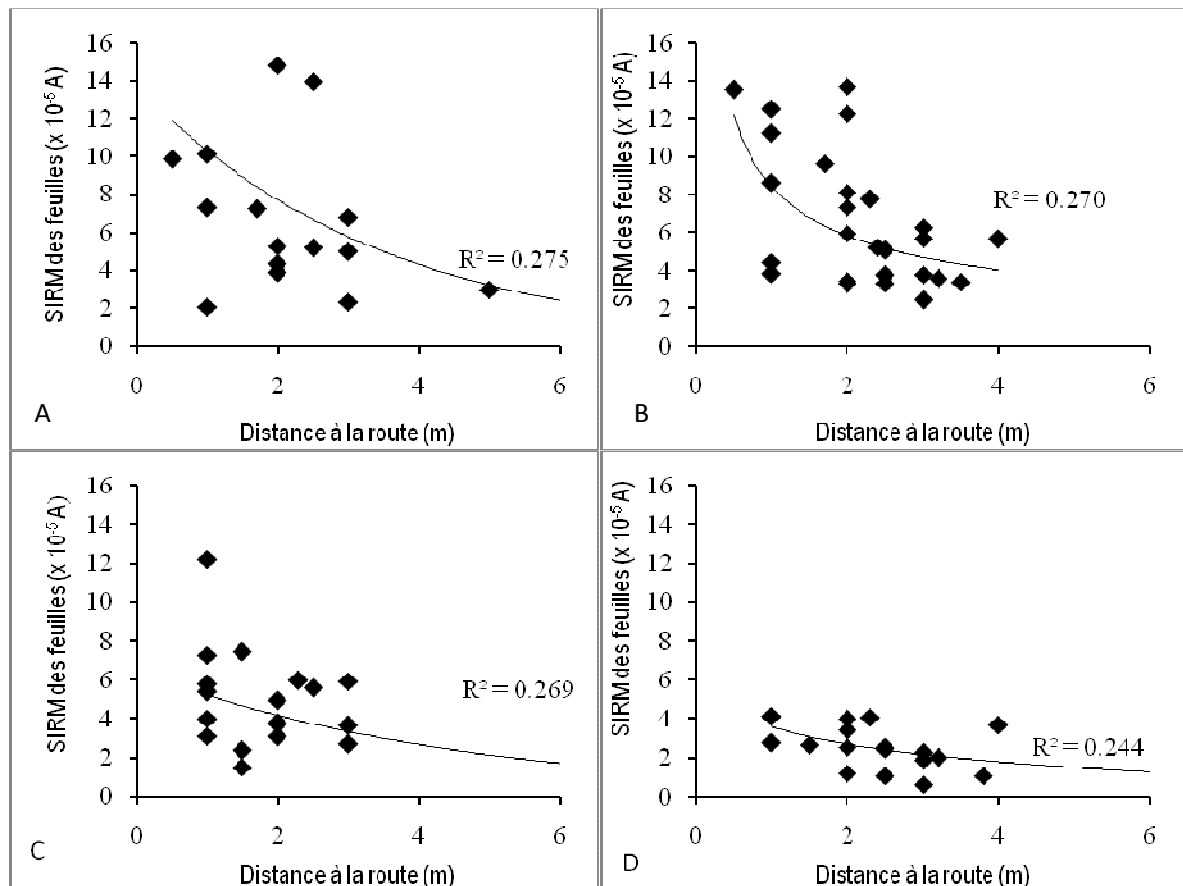 SIRM des feuilles (x 10⁻⁵ A)
16
14
12
10
8
6
4
2
0
R² = 0.275
0 2 4 6
A
Distance à la route (m)
SIRM des feuilles (x 10⁻⁵ A)
16
14
12
10
8
6
4
2
0
R² = 0.270
0 2 4 6
B
Distance à la route (m)
SIRM des feuilles (x 10⁻⁵ A)
16
14
12
10
8
6
4
2
0
R² = 0.269
0 2 4 6
C
Distance à la route (m)
SIRM des feuilles (x 10⁻⁵ A)
16
14
12
10
8
6
4
2
0
R² = 0.244
0 2 4 6
D
Distance à la route (m)